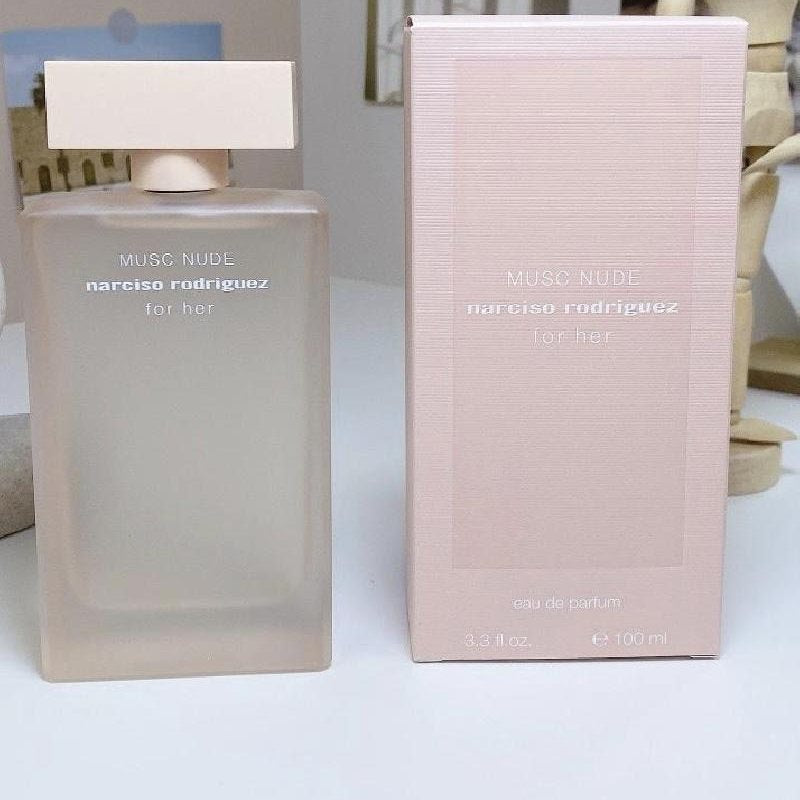 MUSC NUDE
narciso rodriguez
for her
MUSC NUDE
narciso rodriguez
for her
eau de parfum
3.3 fl.oz. ℮ 100 ml